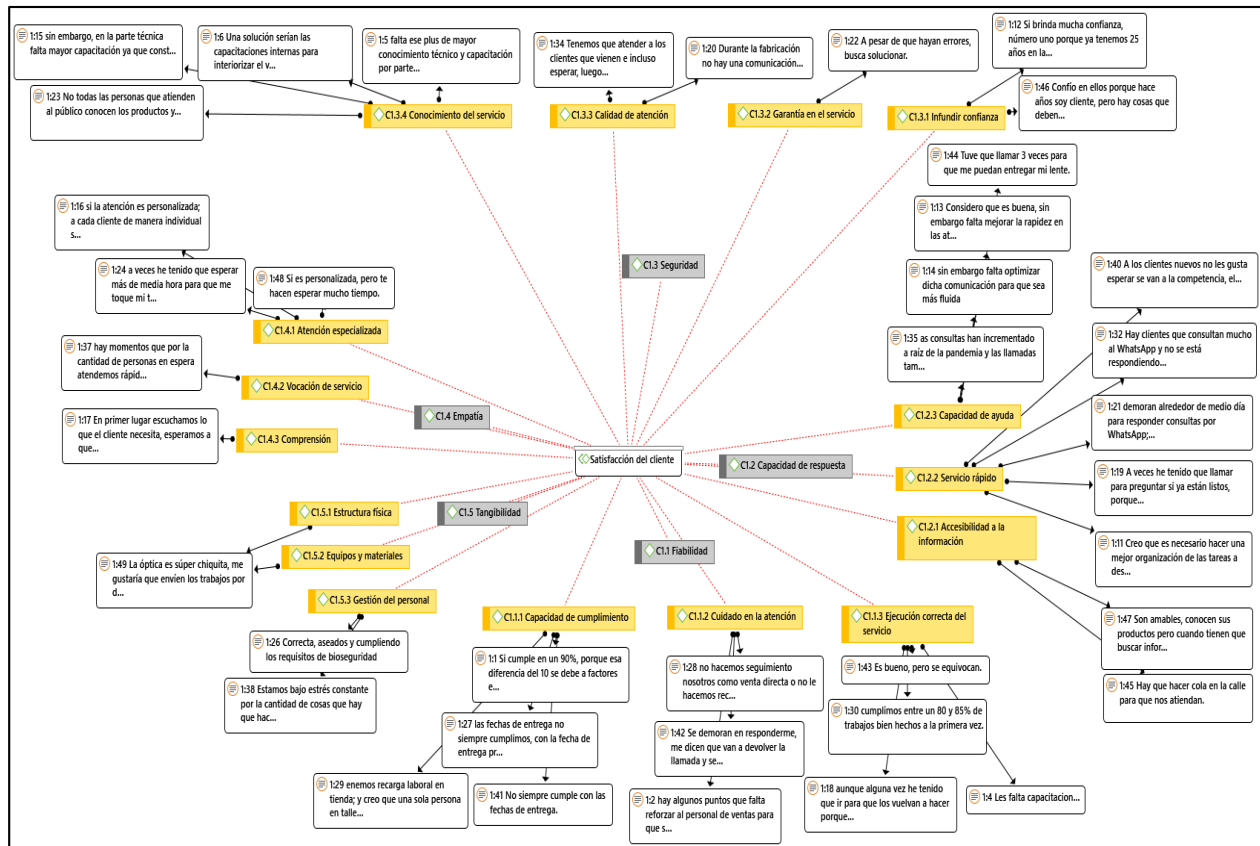 1:15 sin embargo, en la parte técnica
falta mayor capacitación ya que const...
1:6 Una solución serían las
capacitaciones internas para
interiorizar el v...
1:5 falta ese plus de mayor
conocimiento técnico y capacitación
por parte...
1:34 Tenemos que atender a los
clientes que vienen e incluso
esperar, luego...
1:20 Durante la fabricación
no hay una comunicación...
1:22 A pesar de que hayan errores,
busca solucionar.
1:12 Si brinda mucha confianza,
número uno porque ya tenemos 25
años en la...
1:23 No todas las personas que atienden
al público conocen los productos y...
1:46 Confío en ellos porque hace
años soy cliente, pero hay cosas que
deben...
C1.3.4 Conocimiento del servicio
C1.3.3 Calidad de atención
C1.3.2 Garantía en el servicio
C1.3.1 Infundir confianza
1:44 Tuve que llamar 3 veces para
que me puedan entregar mi lente.
1:16 si la atención es personalizada;
a cada cliente de manera individual
s...
1:13 Considero que es buena, sin
embargo falta mejorar la rapidez en
las at...
C1.3 Seguridad
1:24 a veces he tenido que esperar
más de media hora para que me
toque mi t...
1:48 Si es personalizada, pero te
hacen esperar mucho tiempo.
1:14 sin embargo falta optimizar
dicha comunicación para que sea
más fluida
1:40 A los clientes nuevos no les gusta
esperar se van a la competencia, el...
C1.4.1 Atención especializada
1:35 as consultas han incrementado
a raíz de la pandemia y las llamadas
tam...
1:32 Hay clientes que consultan mucho
al WhatsApp y no se está
respondiendo...
1:37 hay momentos que por la
cantidad de personas en espera
atendemos rápid...
C1.4.2 Vocación de servicio
C1.4 Empatía
C1.2.3 Capacidad de ayuda
1:21 demoran alrededor de medio día
para responder consultas por
WhatsApp;...
1:17 En primer lugar escuchamos lo
que el cliente necesita, esperamos a
que...
C1.4.3 Comprensión
Satisfacción del cliente
C1.2 Capacidad de respuesta
C1.2.2 Servicio rápido
1:19 A veces he tenido que llamar
para preguntar si ya están listos,
porque...
C1.5.1 Estructura física
C1.5 Tangibilidad
C1.2.1 Accesibilidad a la
información
1:11 Creo que es necesario hacer una
mejor organización de las tareas a
des...
C1.5.2 Equipos y materiales
C1.1 Fiabilidad
1:49 La óptica es súper chiquita, me
gustaría que envíen los trabajos por
d...
C1.5.3 Gestión del personal
C1.1.1 Capacidad de cumplimiento
C1.1.2 Cuidado en la atención
C1.1.3 Ejecución correcta del
servicio
1:47 Son amables, conocen sus
productos pero cuando tienen que
buscar infor...
1:26 Correcta, aseados y cumpliendo
los requisitos de bioseguridad
1:1 Si cumple en un 90%, porque esa
diferencia del 10 se debe a factores
e...
1:28 no hacemos seguimiento
nosotros como venta directa o no le
hacemos rec...
1:43 Es bueno, pero se equivocan.
1:45 Hay que hacer cola en la calle
para que nos atiendan.
1:38 Estamos bajo estrés constante
por la cantidad de cosas que hay
que hac...
1:27 las fechas de entrega no
siempre cumplimos, con la fecha de
entrega pr...
1:42 Se demoran en responderme,
me dicen que van a devolver la
llamada y se...
1:30 cumplimos entre un 80 y 85% de
trabajos bien hechos a la primera vez.
1:29 enemos recarga laboral en
tienda; y creo que una sola persona
en talle...
1:41 No siempre cumple con las
fechas de entrega.
1:2 hay algunos puntos que falta
reforzar al personal de ventas para
que s...
1:18 aunque alguna vez he tenido
que ir para que los vuelvan a hacer
porque...
1:4 Les falta capacitacion...